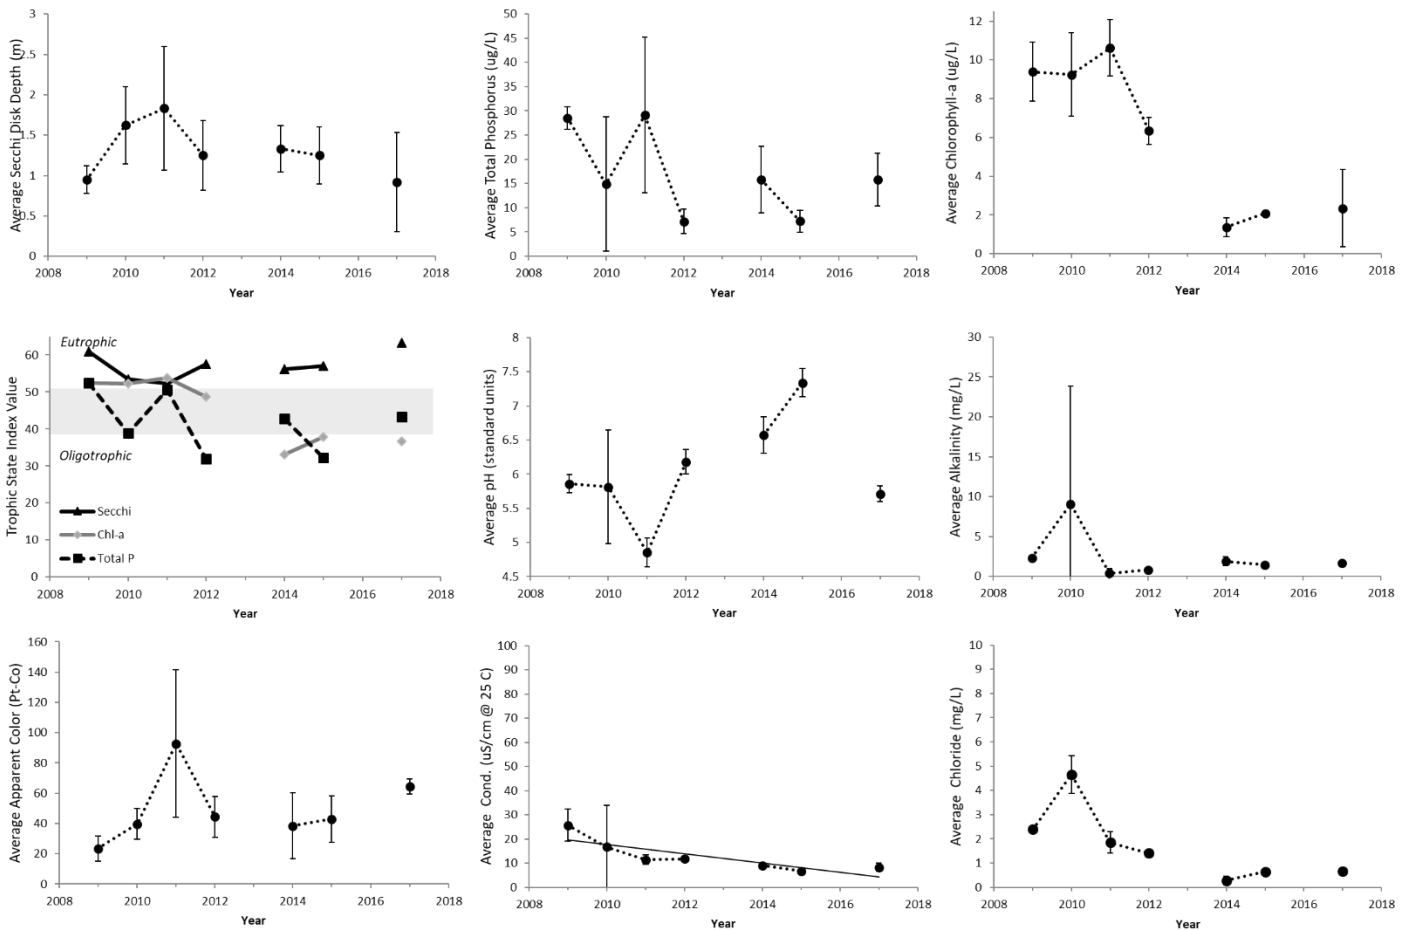 Average Secchi Disk Depth (m)
3
2.5
2
1.5
1
0.5
0
2008 2010 2012 2014 2016 2018
Year
Average Total Phosphorus (ug/L)
50
45
40
35
30
25
20
15
10
5
0
2008 2010 2012 2014 2016 2018
Year
Average Chlorophyll-a (ug/L)
12
10
8
6
4
2
0
2008 2010 2012 2014 2016 2018
Year
Trophic State Index Value
60
50
40
30
20
10
0
Eutrophic
Oligotrophic
Secchi
Chl-a
Total P
2008 2010 2012 2014 2016 2018
Year
Average pH (standard units)
8
7.5
7
6.5
6
5.5
5
4.5
2008 2010 2012 2014 2016 2018
Year
Average Alkalinity (mg/L)
30
25
20
15
10
5
0
2008 2010 2012 2014 2016 2018
Year
Average Apparent Color (Pt-Co)
160
140
120
100
80
60
40
20
0
2008 2010 2012 2014 2016 2018
Year
Average Cond. (uS/cm @ 25 C)
100
90
80
70
60
50
40
30
20
10
0
2008 2010 2012 2014 2016 2018
Year
Average Chloride (mg/L)
10
9
8
7
6
5
4
3
2
1
0
2008 2010 2012 2014 2016 2018
Year